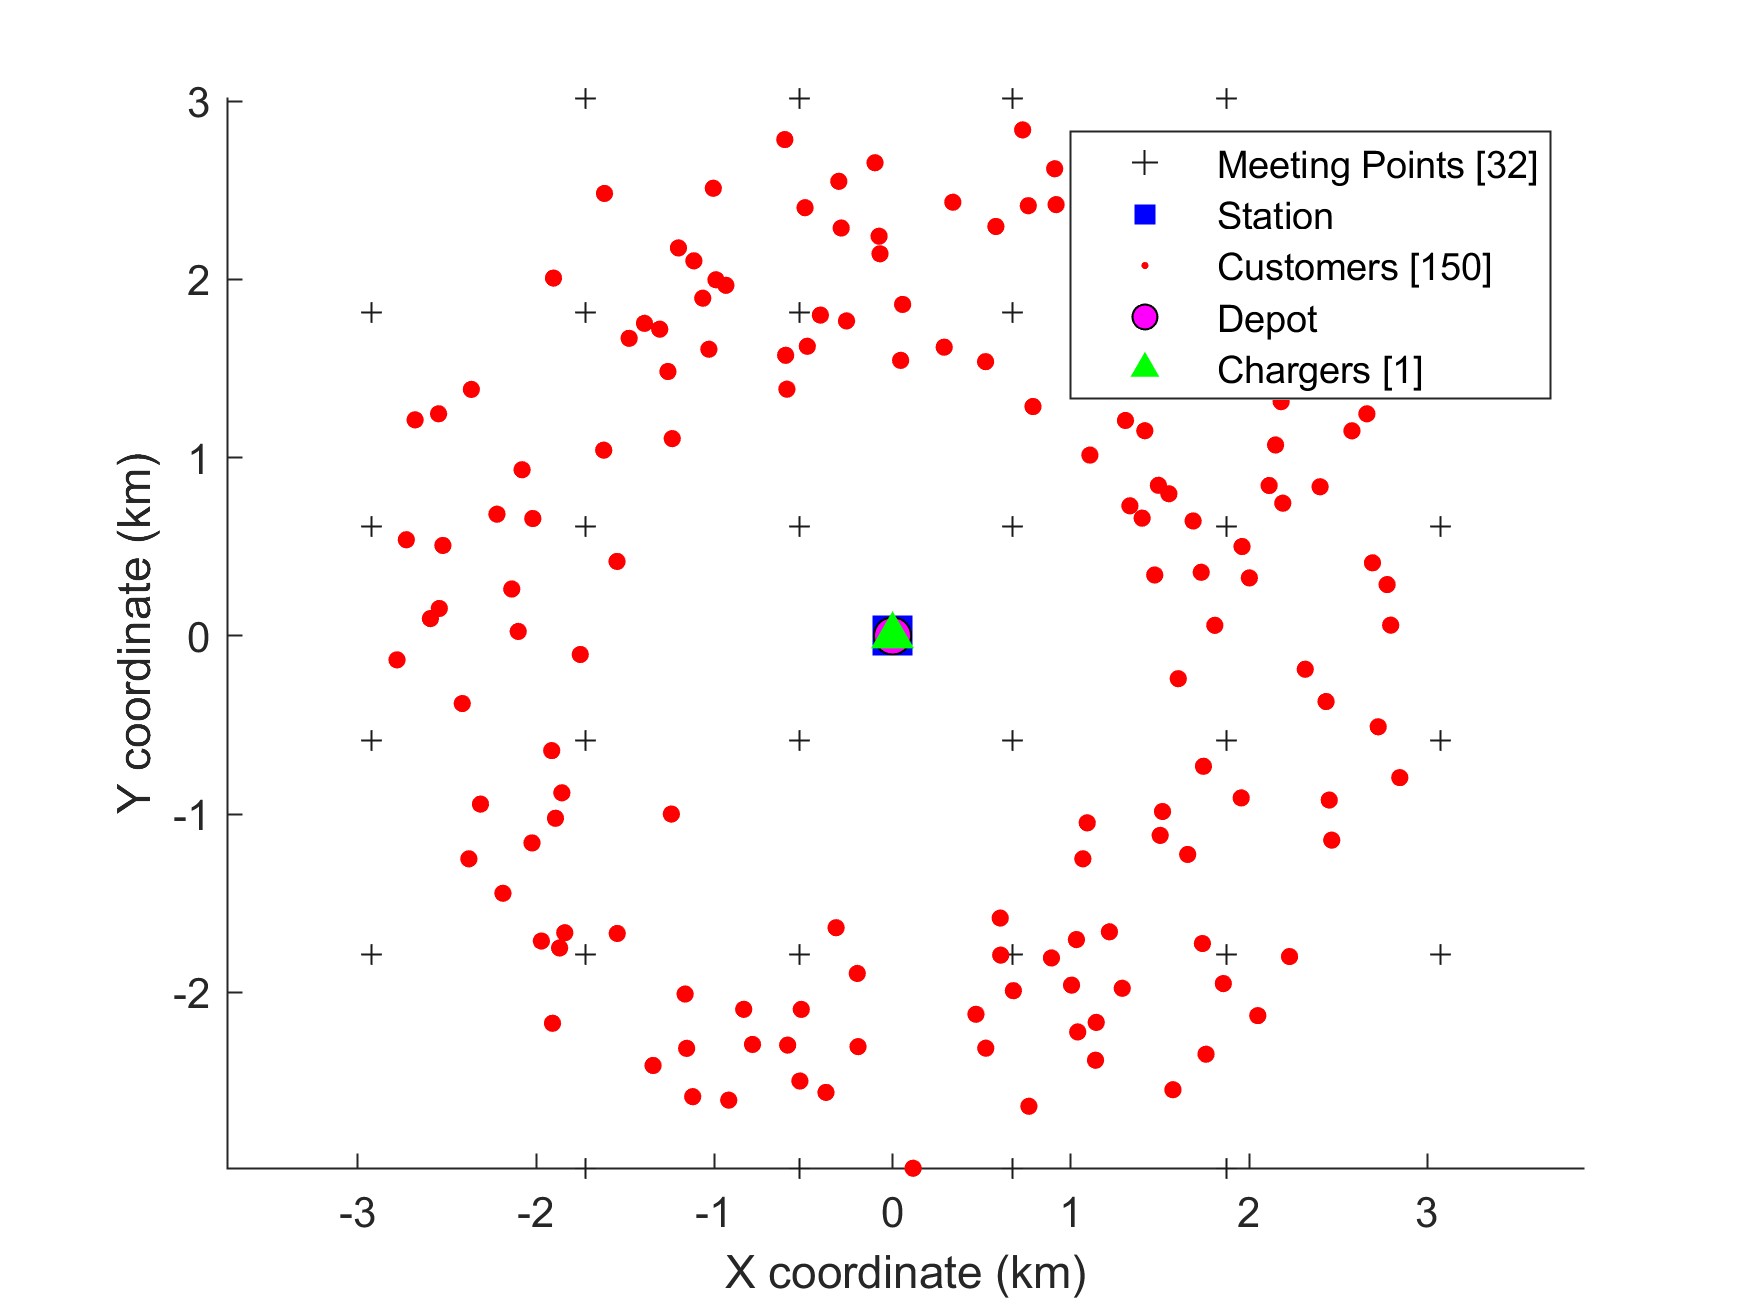 3
2
1
0
-1
-2
Y coordinate (km)
Meeting Points [32]
Station
Customers [150]
Depot
Chargers [1]
-3 -2 -1 0 1 2 3
X coordinate (km)